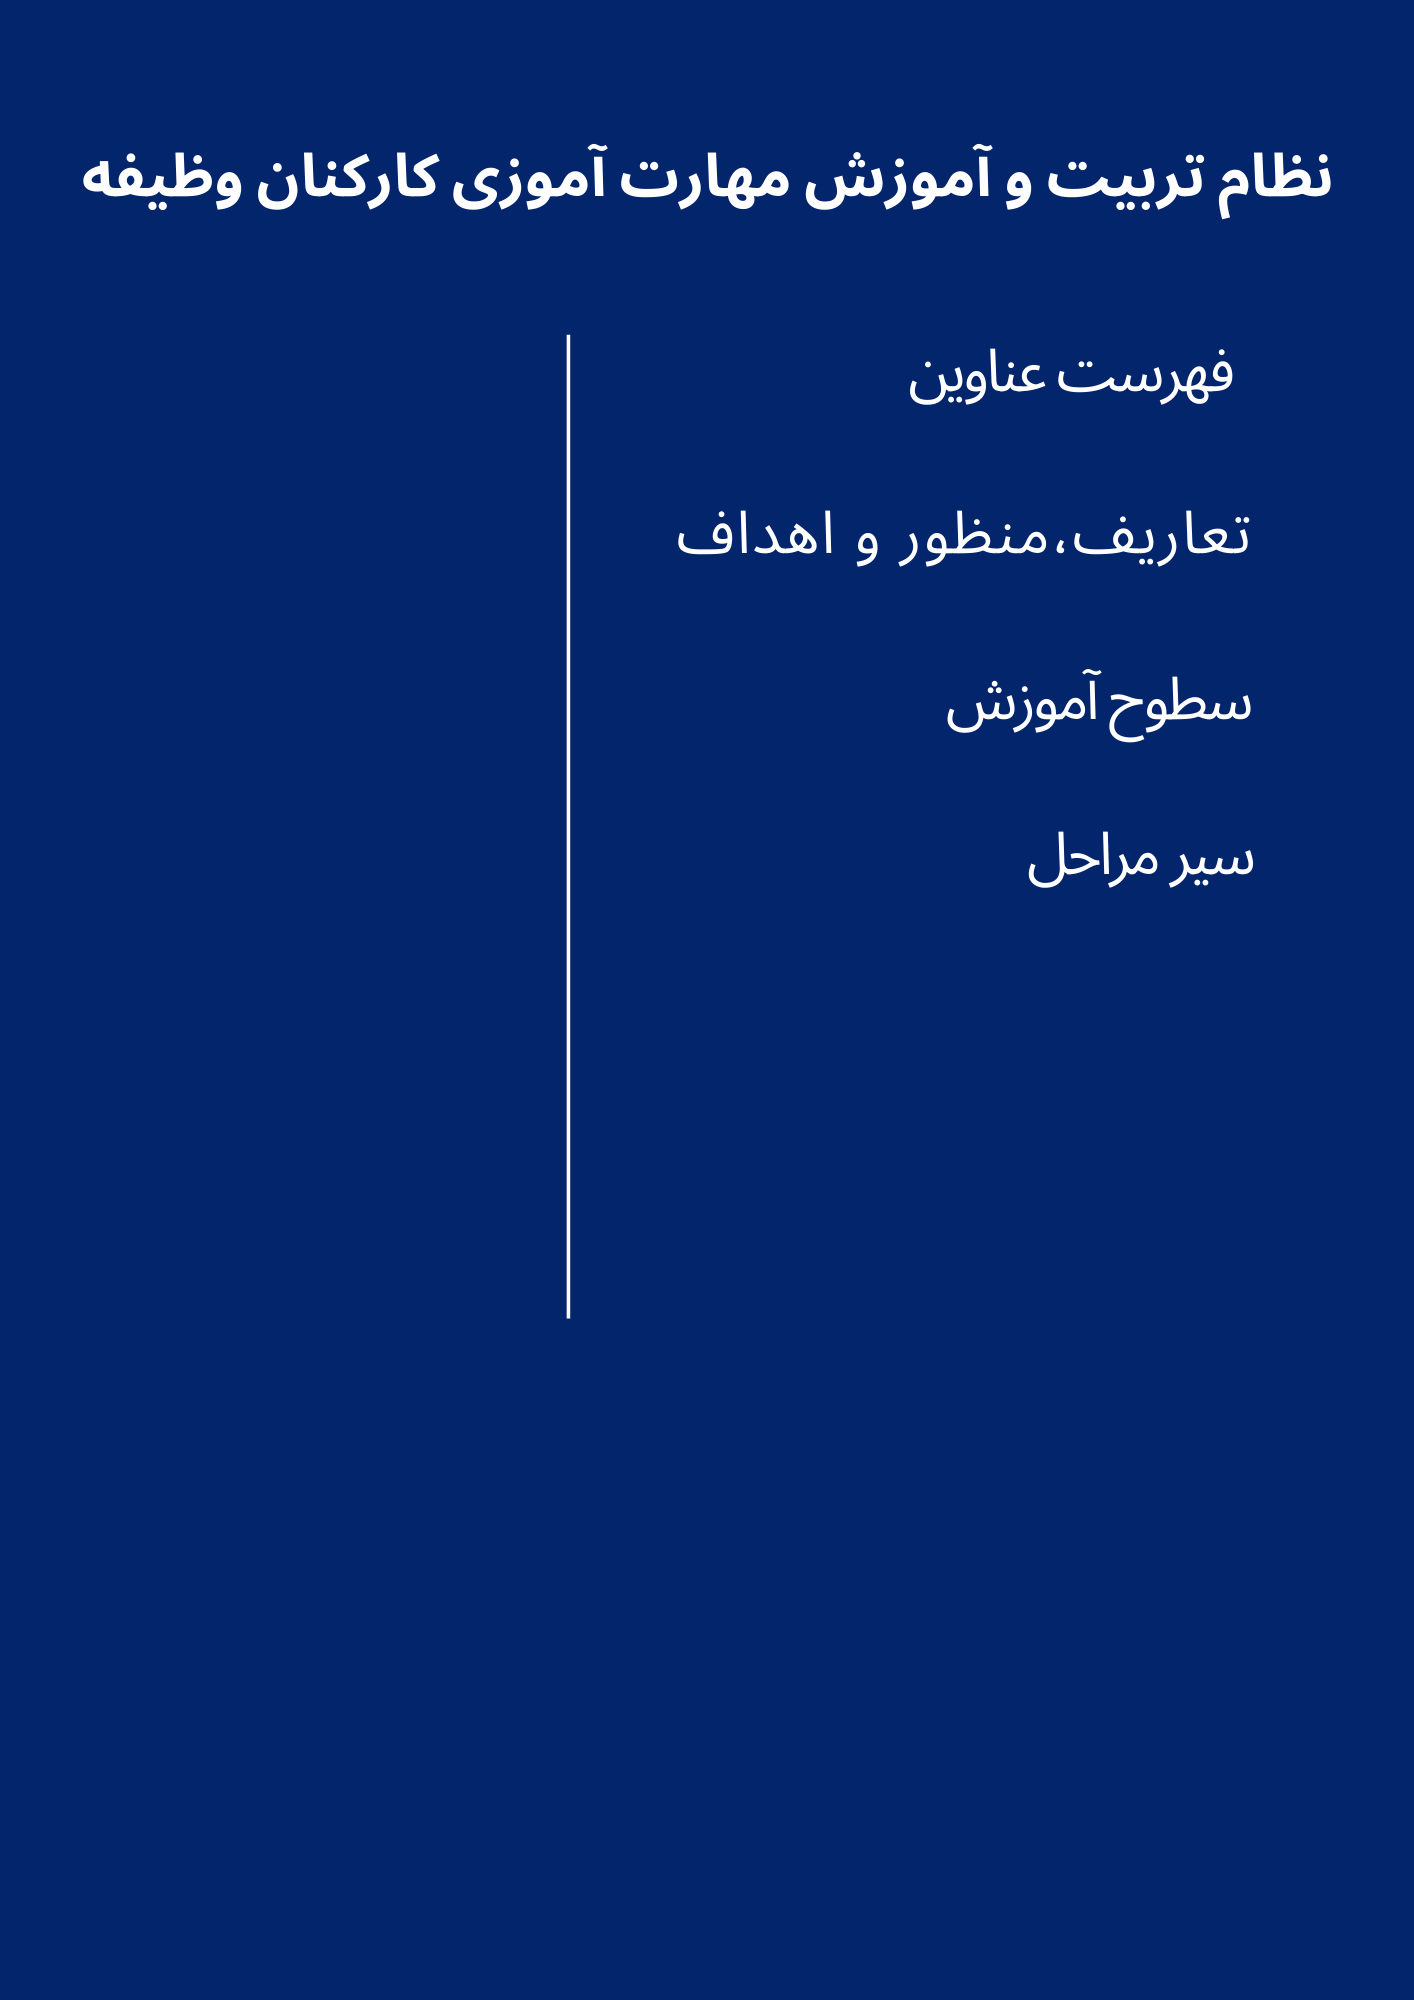 نظام تربیت و آموزش مهارت آموزی کارکنان وظیفه
فهرست عناوین
تعاریف،منظور و اهداف
سطوح آموزش
سیر مراحل